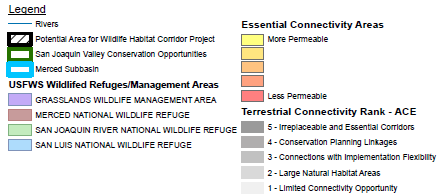 Legend
Rivers
Potential Area for Wildlife Habitat Corridor Project
San Joaquin Valley Conservation Opportunities
Merced Subbasin
USFWS Wildlifed Refuges/Management Areas
GRASSLANDS WILDLIFE MANAGEMENT AREA
MERCED NATIONAL WILDLIFE REFUGE
SAN JOAQUIN RIVER NATIONAL WILDLIFE REFUGE
SAN LUIS NATIONAL WILDLIFE REFUGE
Essential Connectivity Areas
More Permeable
Less Permeable
Terrestrial Connectivity Rank - ACE
5 - Irreplaceable and Essential Corridors
4 - Conservation Planning Linkages
3 - Connections with Implementation Flexibility
2 - Large Natural Habitat Areas
1 - Limited Connectivity Opportunity